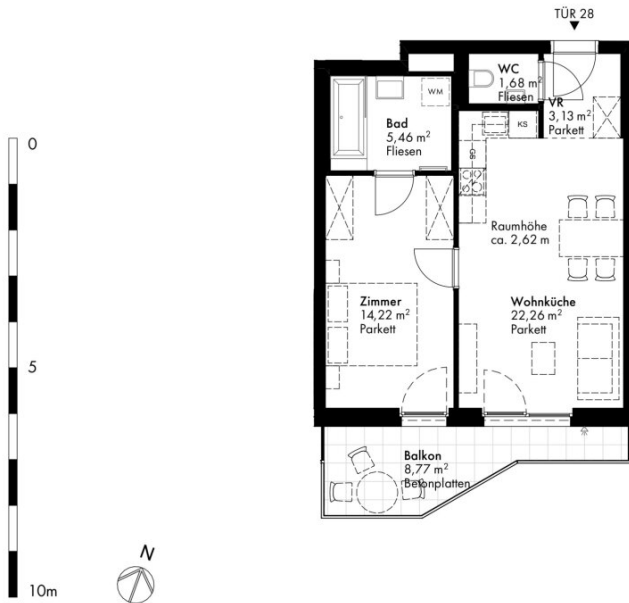 TÜR 28
WC
1,68 m²
Fliesen
VR
3,13 m²
Parkett
WM
Bad
5,46 m²
Fliesen
KS
GS
Raumhöhe
ca. 2,62 m
Zimmer
14,22 m²
Parkett
Wohnküche
22,26 m²
Parkett
Balkon
8,77 m²
Betonplatten
0
5
10m
N